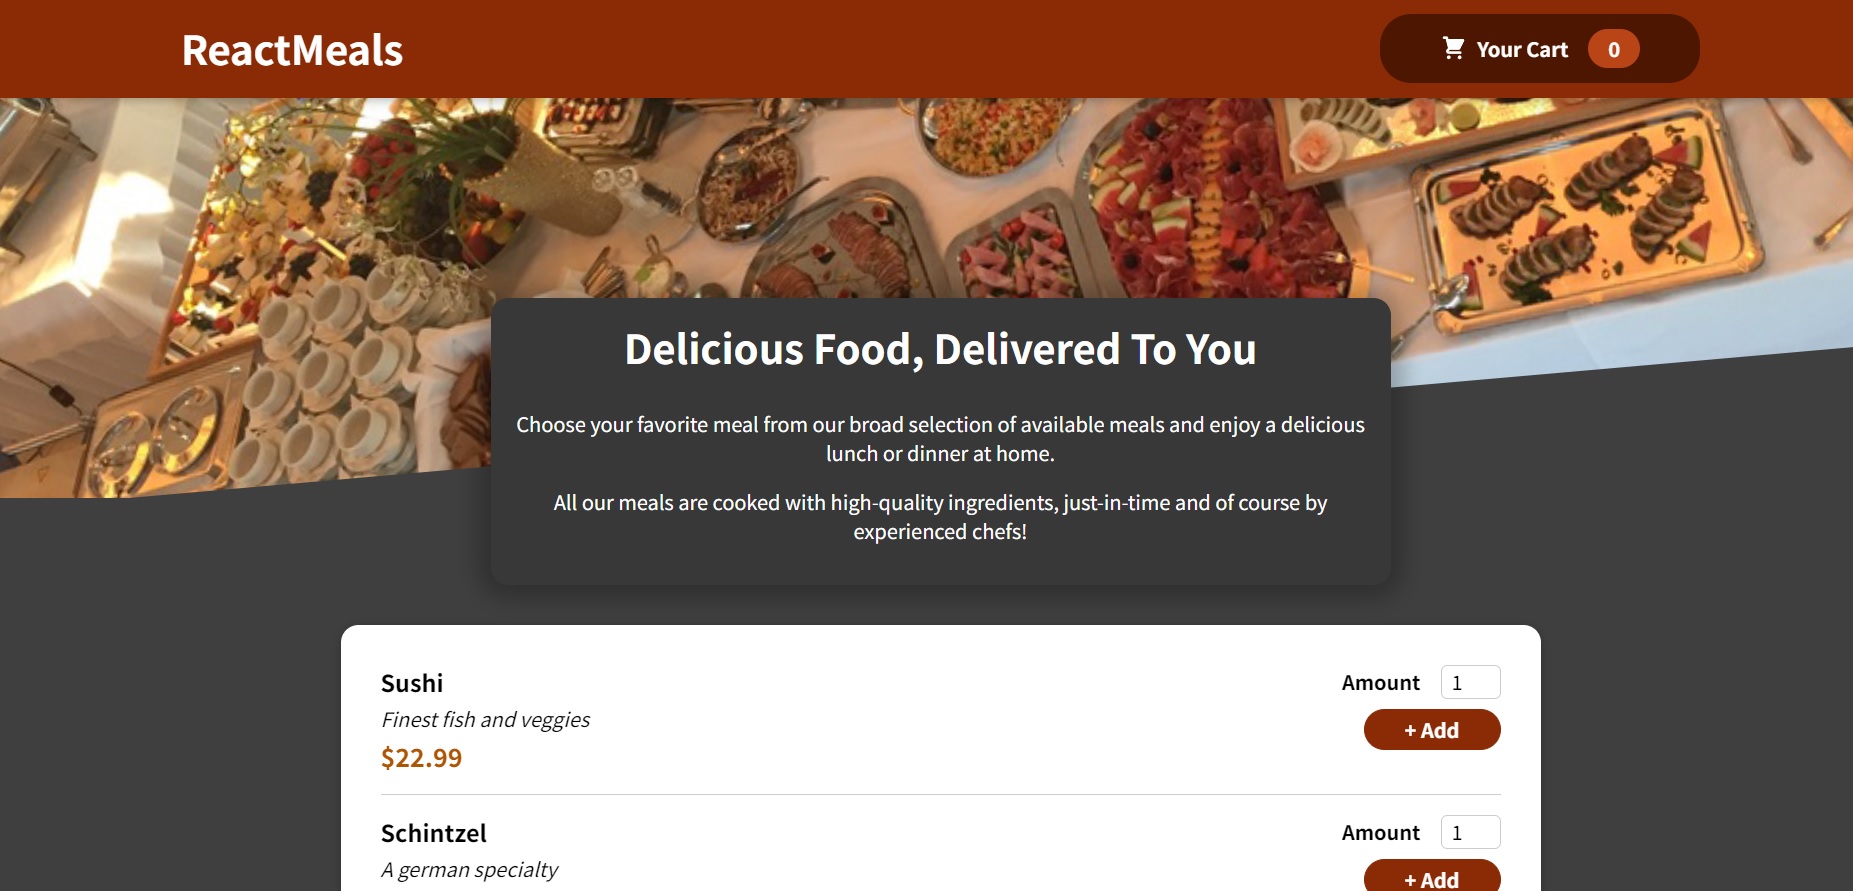 ReactMeals
Your Cart 0
Delicious Food, Delivered To You
Choose your favorite meal from our broad selection of available meals and enjoy a delicious
lunch or dinner at home.
All our meals are cooked with high-quality ingredients, just-in-time and of course by
experienced chefs!
Sushi
Finest fish and veggies
$22.99
Amount 1
+ Add
Schintzel
A german specialty
Amount 1
+ Add